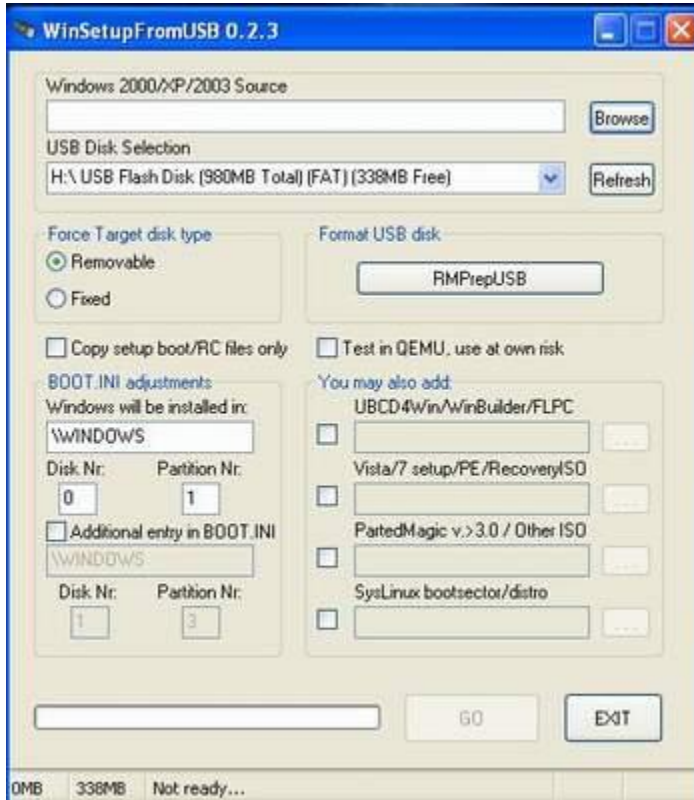 WinSetupFromUSB 0.2.3
Windows 2000/XP/2003 Source
Browse
USB Disk Selection
H:\ USB Flash Disk (980MB Total) (FAT) (338MB Free)
Refresh
Force Target disk type
Removable
Fixed
Format USB disk
RMPrepUSB
Copy setup boot/RC files only
Test in QEMU, use at own risk
BOOT.INI adjustments
Windows will be installed in:
\WINDOWS
Disk Nr: Partition Nr:
0 1
Additional entry in BOOT.INI
\WINDOWS
Disk Nr: Partition Nr:
1 3
You may also add:
UBCD4Win/WinBuilder/FLPC
...
Vista/7 setup/PE/RecoveryISO
...
PartedMagic v.>3.0 / Other ISO
...
SysLinux bootsector/distro
...
GO
EXIT
0MB 338MB Not ready...